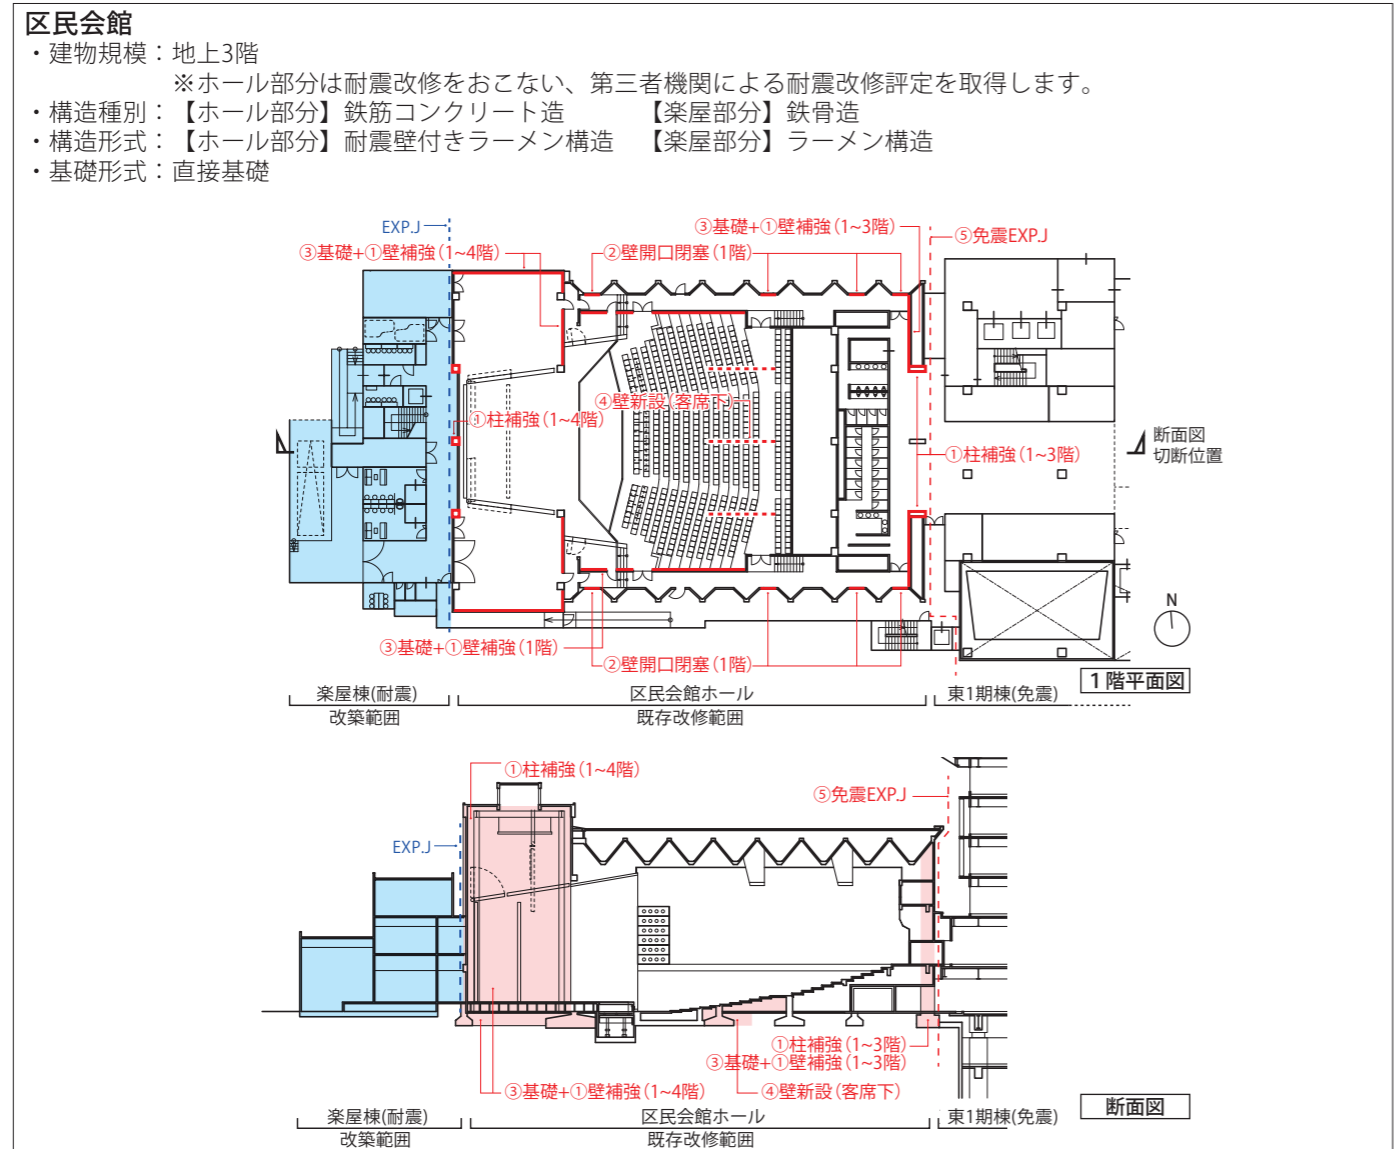 区民会館
・建物規模：地上3階
※ホール部分は耐震改修をおこない、第三者機関による耐震改修評定を取得します。
・構造種別：【ホール部分】鉄筋コンクリート造　【楽屋部分】鉄骨造
・構造形式：【ホール部分】耐震壁付きラーメン構造　【楽屋部分】ラーメン構造
・基礎形式：直接基礎
EXP.J
③基礎+①壁補強(1~4階)
②壁開口閉塞(1階)
③基礎+①壁補強(1~3階)
⑤免震EXP.J
①柱補強(1~4階)
④壁新設(客席下)
①柱補強(1~3階)
断面図
切断位置
N
③基礎+①壁補強(1階)
②壁開口閉塞(1階)
1階平面図
楽屋棟(耐震)
改築範囲
区民会館ホール
既存改修範囲
東1期棟(免震)
①柱補強(1~4階)
⑤免震EXP.J
EXP.J
①柱補強(1~3階)
③基礎+①壁補強(1~3階)
③基礎+①壁補強(1~4階)
④壁新設(客席下)
断面図
楽屋棟(耐震)
改築範囲
区民会館ホール
既存改修範囲
東1期棟(免震)